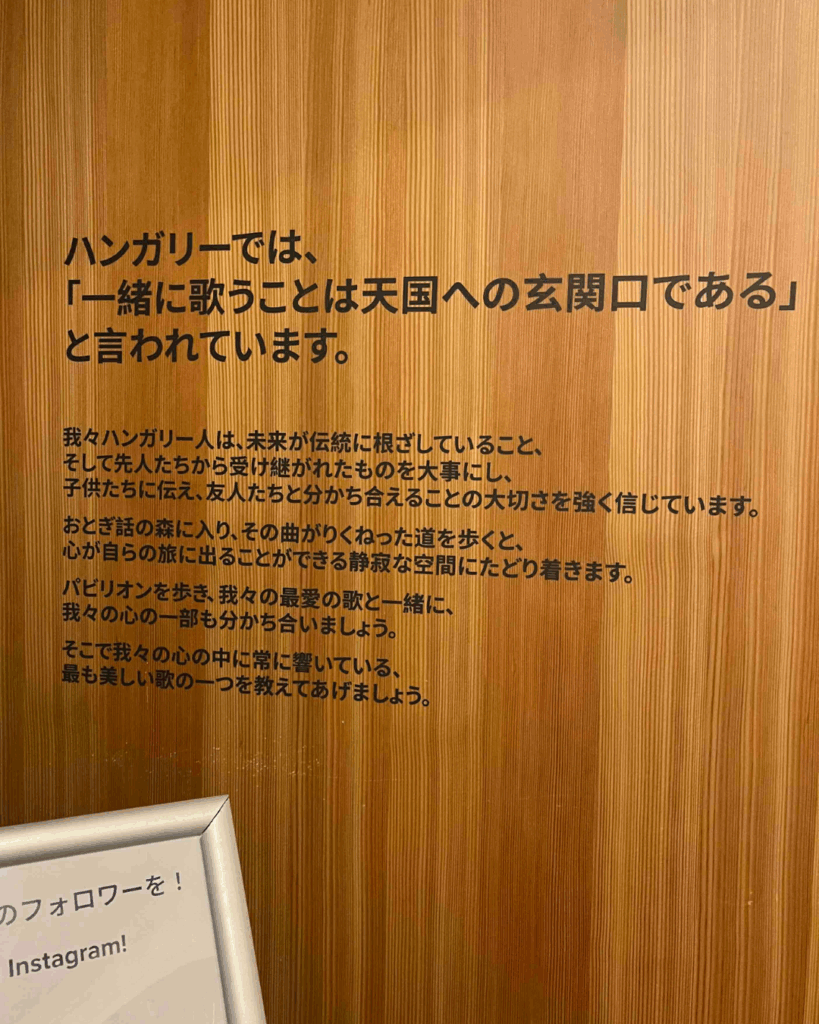 ハンガリーでは、
「一緒に歌うことは天国への玄関口である」
と言われています。
我々ハンガリー人は、未来が伝統に根ざしていること、
そして先人たちから受け継がれたものを大事にし、
子供たちに伝え、友人たちと分かち合えることの大切さを強く信じています。
おとぎ話の森に入り、その曲がりくねった道を歩くと、
心が自らの旅に出ることができる静寂な空間にたどり着きます。
パビリオンを歩き、我々の最愛の歌と一緒に、
我々の心の一部も分かち合いましょう。
そこで我々の心の中に常に響いている、
最も美しい歌の一つを教えてあげましょう。
のフォロワーを！
Instagram!